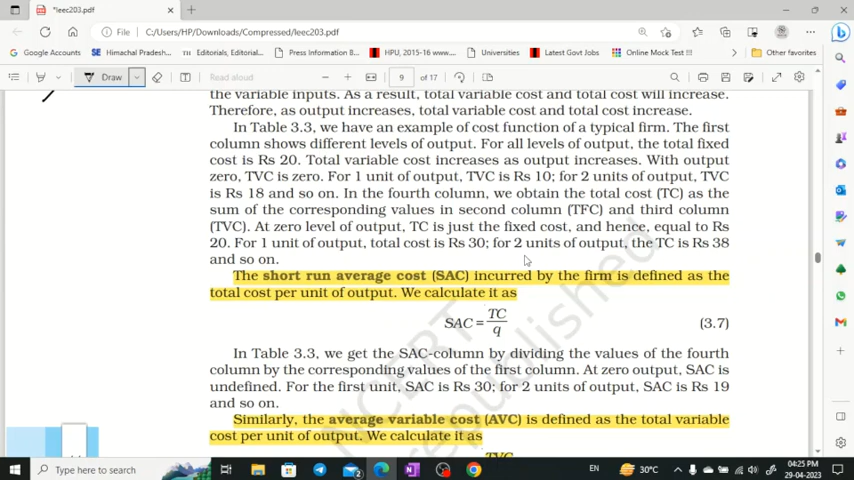 *leec203.pdf
File
C:/Users/HP/Downloads/Compressed/leec203.pdf
Google Accounts
Himachal Pradesh...
Editorials, Editorial...
Press Information B...
HPU, 2015-16 www....
Universities
Latest Govt Jobs
Online Mock Test !!!
Other favorites
Draw
Read aloud
9 of 17
the variable inputs. As a result, total variable cost and total cost will increase.
Therefore, as output increases, total variable cost and total cost increase.
In Table 3.3, we have an example of cost function of a typical firm. The first
column shows different levels of output. For all levels of output, the total fixed
cost is Rs 20. Total variable cost increases as output increases. With output
zero, TVC is zero. For 1 unit of output, TVC is Rs 10; for 2 units of output, TVC
is Rs 18 and so on. In the fourth column, we obtain the total cost (TC) as the
sum of the corresponding values in second column (TFC) and third column
(TVC). At zero level of output, TC is just the fixed cost, and hence, equal to Rs
20. For 1 unit of output, total cost is Rs 30; for 2 units of output, the TC is Rs 38
and so on.
The short run average cost (SAC) incurred by the firm is defined as the
total cost per unit of output. We calculate it as
SAC = TC/q (3.7)
In Table 3.3, we get the SAC-column by dividing the values of the fourth
column by the corresponding values of the first column. At zero output, SAC is
undefined. For the first unit, SAC is Rs 30; for 2 units of output, SAC is Rs 19
and so on.
Similarly, the average variable cost (AVC) is defined as the total variable
cost per unit of output. We calculate it as
TVC
NCERT
republished
Type here to search
2
30°C
EN
04:25 PM
29-04-2023